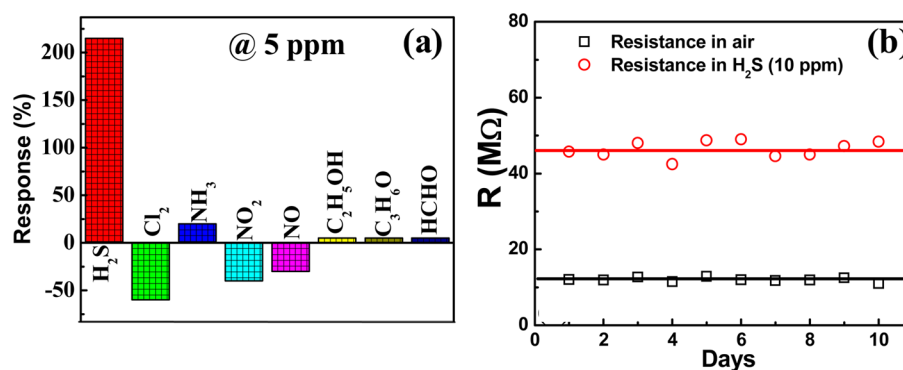 (a)
@ 5 ppm
Response (%)
200
150
100
50
0
-50
H₂S
Cl₂
NH₃
NO₂
NO
C₂H₅OH
C₃H₆O
HCHO
(b)
Resistance in air
Resistance in H₂S (10 ppm)
R (MΩ)
80
60
40
20
0
0 2 4 6 8 10
Days